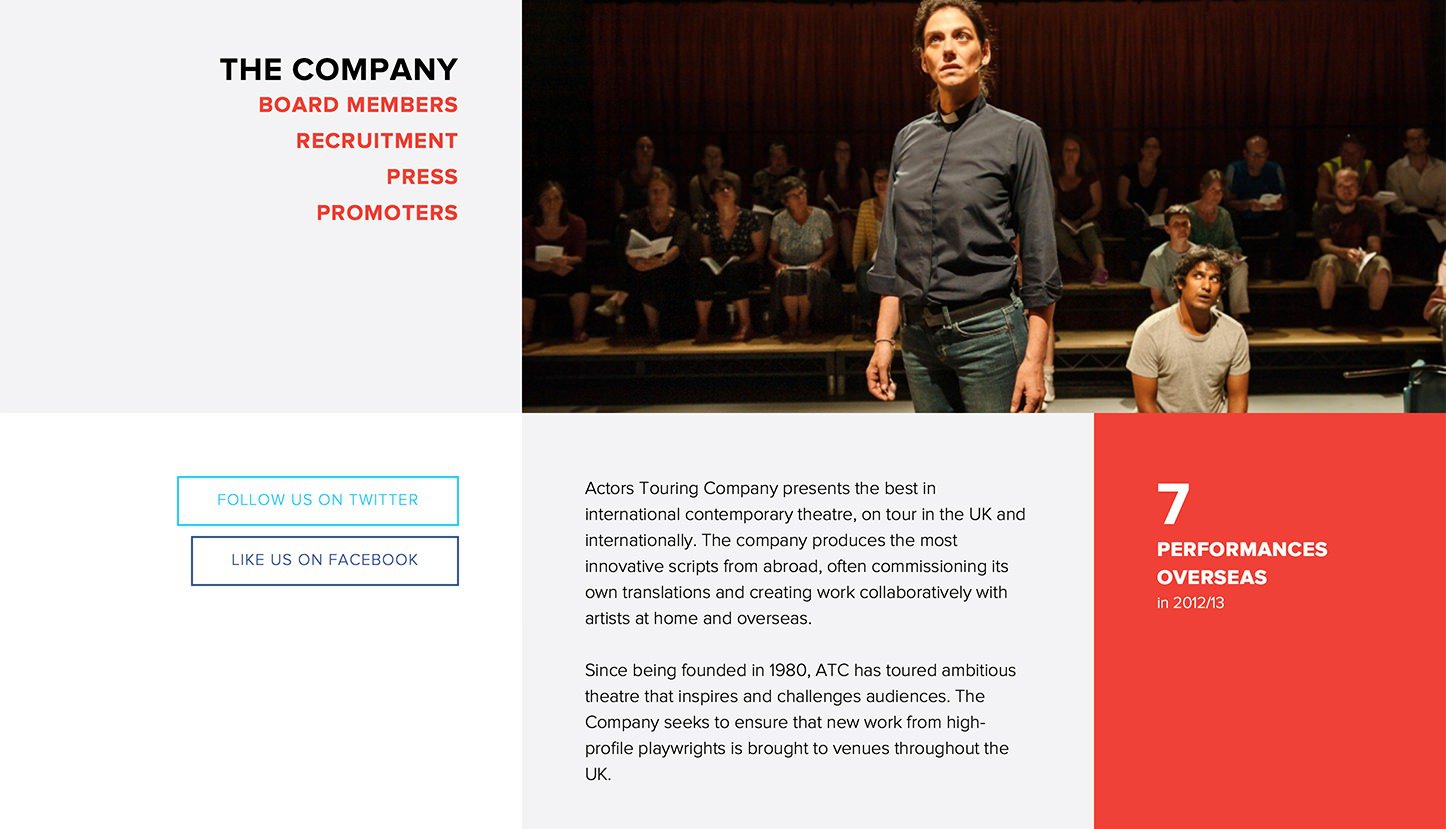 THE COMPANY
BOARD MEMBERS
RECRUITMENT
PRESS
PROMOTERS
FOLLOW US ON TWITTER
LIKE US ON FACEBOOK
Actors Touring Company presents the best in
international contemporary theatre, on tour in the UK and
internationally. The company produces the most
innovative scripts from abroad, often commissioning its
own translations and creating work collaboratively with
artists at home and overseas.
Since being founded in 1980, ATC has toured ambitious
theatre that inspires and challenges audiences. The
Company seeks to ensure that new work from high-
profile playwrights is brought to venues throughout the
UK.
7
PERFORMANCES
OVERSEAS
in 2012/13